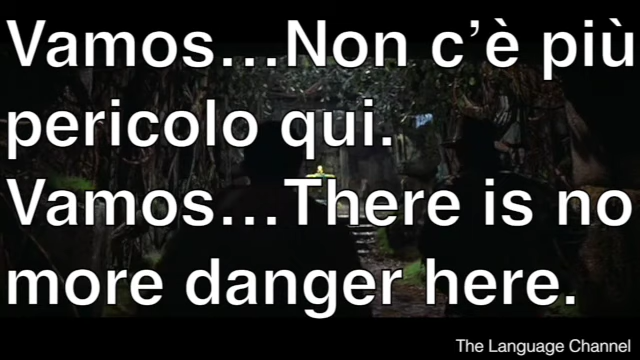 Vamos...Non c’è più
pericolo qui.
Vamos...There is no
more danger here.
The Language Channel